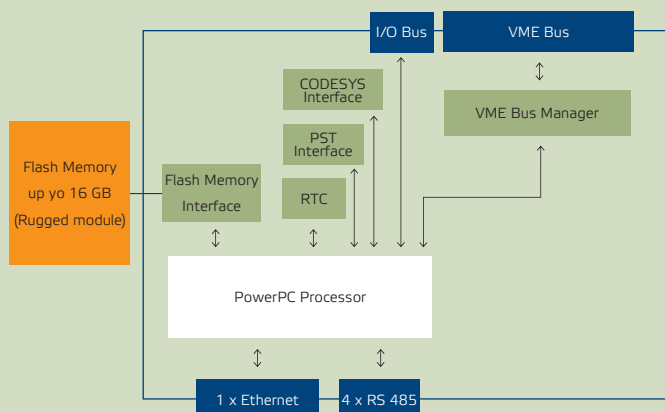 I/O Bus
VME Bus
CODESYS
Interface
VME Bus Manager
PST
Interface
Flash Memory
up yo 16 GB
(Rugged module)
Flash Memory
Interface
RTC
PowerPC Processor
1 x Ethernet
4 x RS 485